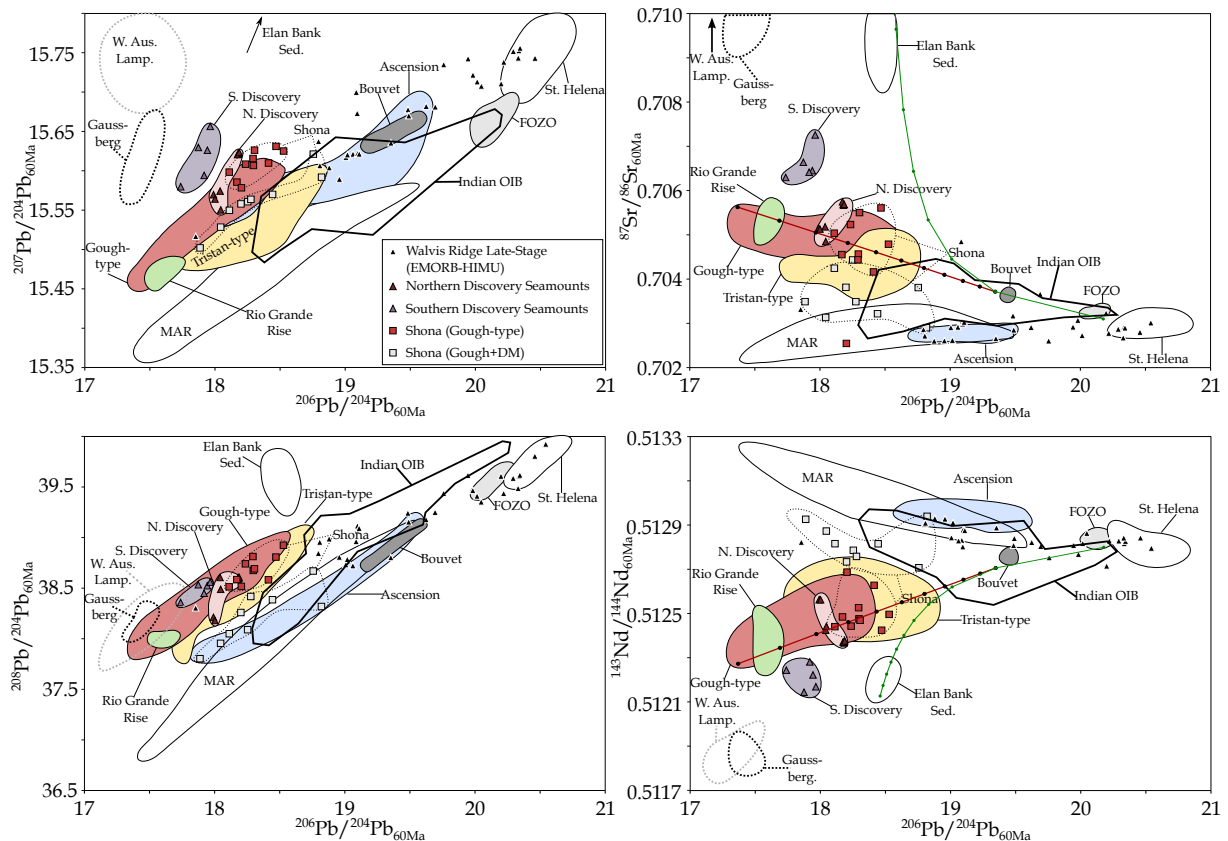 15.75
15.65
15.55
15.45
15.35
207Pb/204Pb60Ma
17
18
19
20
21
206Pb/204Pb60Ma
W. Aus.
Lamp.
Elan Bank
Sed.
Gauss-
berg
S. Discovery
N. Discovery
Shona
Ascension
Bouvet
St. Helena
FOZO
Indian OIB
Gough-
type
Tristan-type
Rio Grande
Rise
MAR
Walvis Ridge Late-Stage
(EMORB-HIMU)
Northern Discovery Seamounts
Southern Discovery Seamounts
Shona (Gough-type)
Shona (Gough+DM)
0.710
0.708
0.706
0.704
0.702
87Sr/86Sr60Ma
17
18
19
20
21
206Pb/204Pb60Ma
W. Aus.
Lamp.
Gauss-
berg
Elan Bank
Sed.
S. Discovery
Rio Grande
Rise
N. Discovery
Gough-type
Shona
Bouvet
Indian OIB
FOZO
Tristan-type
MAR
Ascension
St. Helena
39.5
38.5
37.5
36.5
208Pb/204Pb60Ma
17
18
19
20
21
206Pb/204Pb60Ma
Elan Bank
Sed.
Indian OIB
Tristan-type
Gough-type
N. Discovery
S. Discovery
W. Aus.
Lamp.
Gauss-
berg
Shona
St. Helena
FOZO
Bouvet
Ascension
MAR
Rio Grande
Rise
0.5133
0.5129
0.5125
0.5121
0.5117
143Nd/144Nd60Ma
17
18
19
20
21
206Pb/204Pb60Ma
MAR
Ascension
FOZO
St. Helena
N. Discovery
Rio Grande
Rise
Bouvet
Indian OIB
Shona
Tristan-type
Gough-type
W. Aus.
Lamp.
S. Discovery
Elan Bank
Sed.
Gauss-
berg.